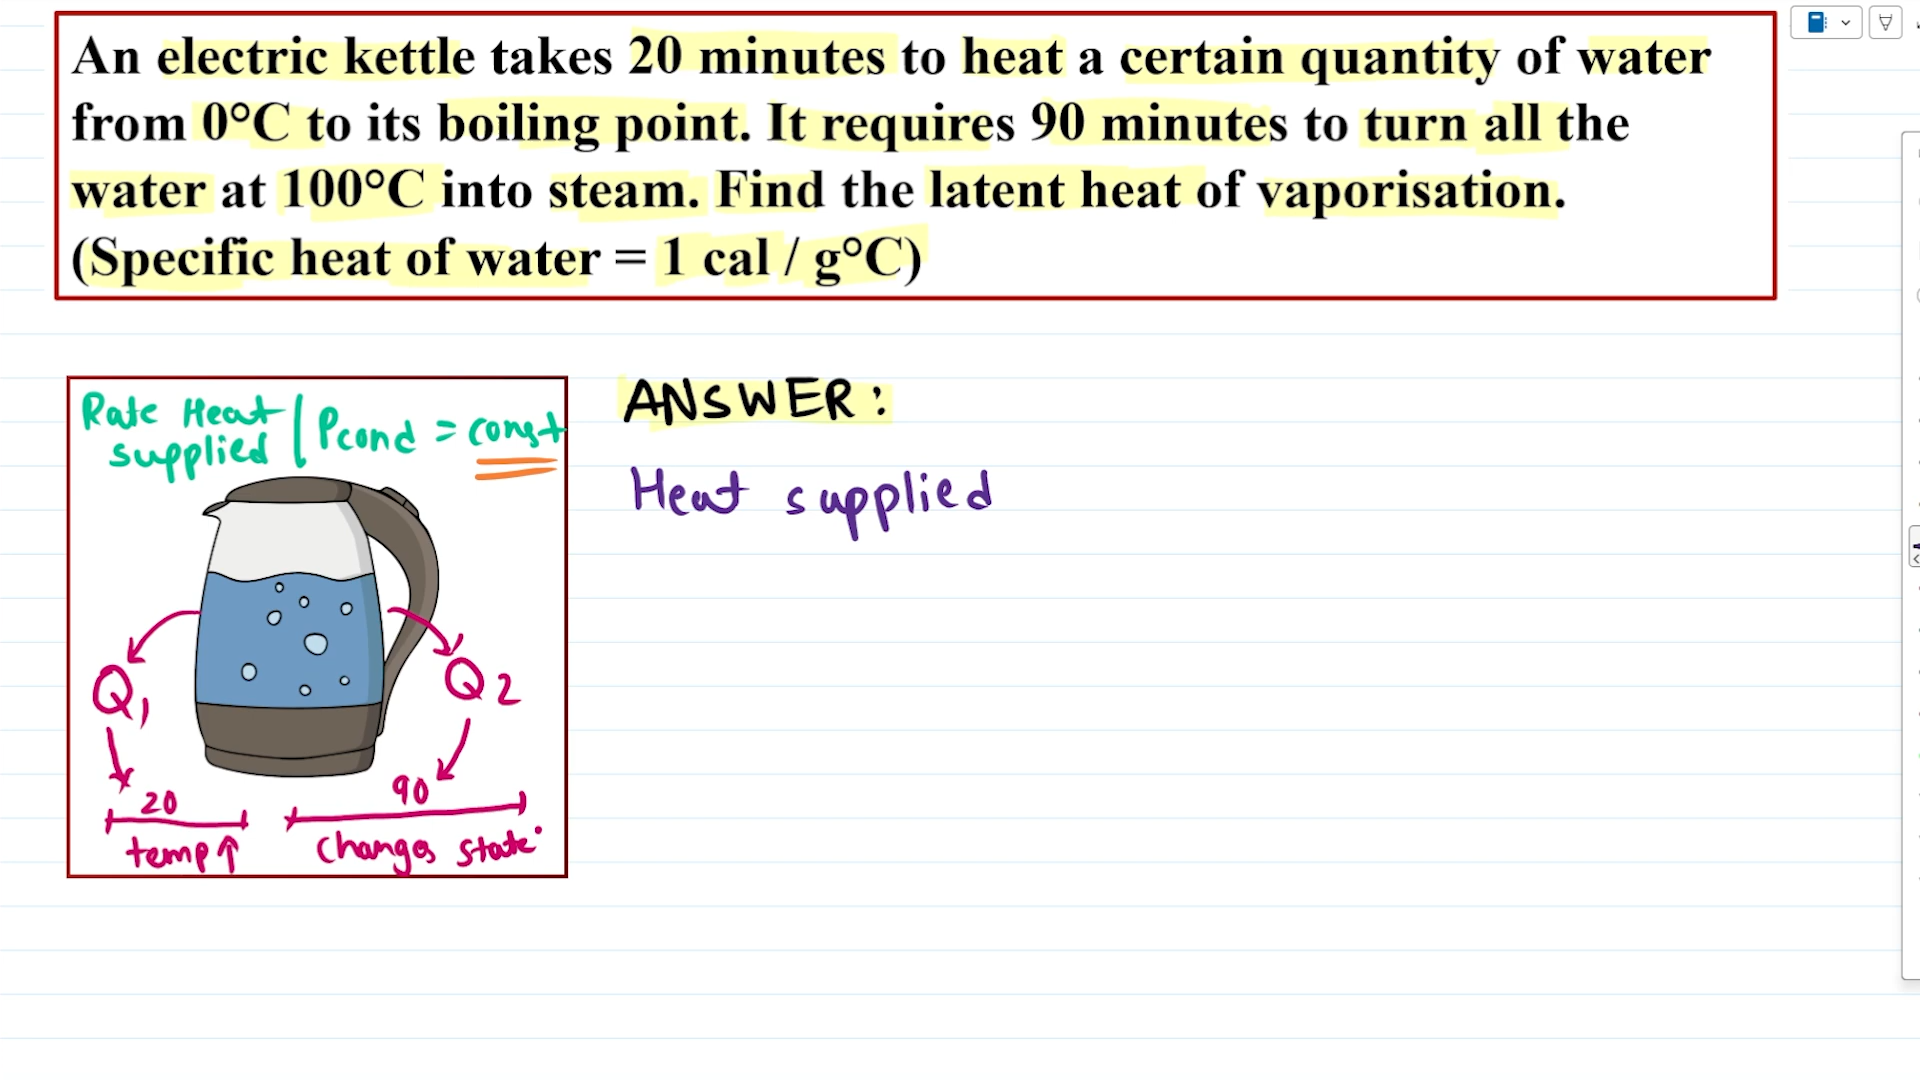 An electric kettle takes 20 minutes to heat a certain quantity of water
from 0°C to its boiling point. It requires 90 minutes to turn all the
water at 100°C into steam. Find the latent heat of vaporisation.
(Specific heat of water = 1 cal / g°C)
Rate Heat supplied | Pcond = const
Q1
Q2
20
temp ↑
90
Changes state
ANSWER:
Heat supplied